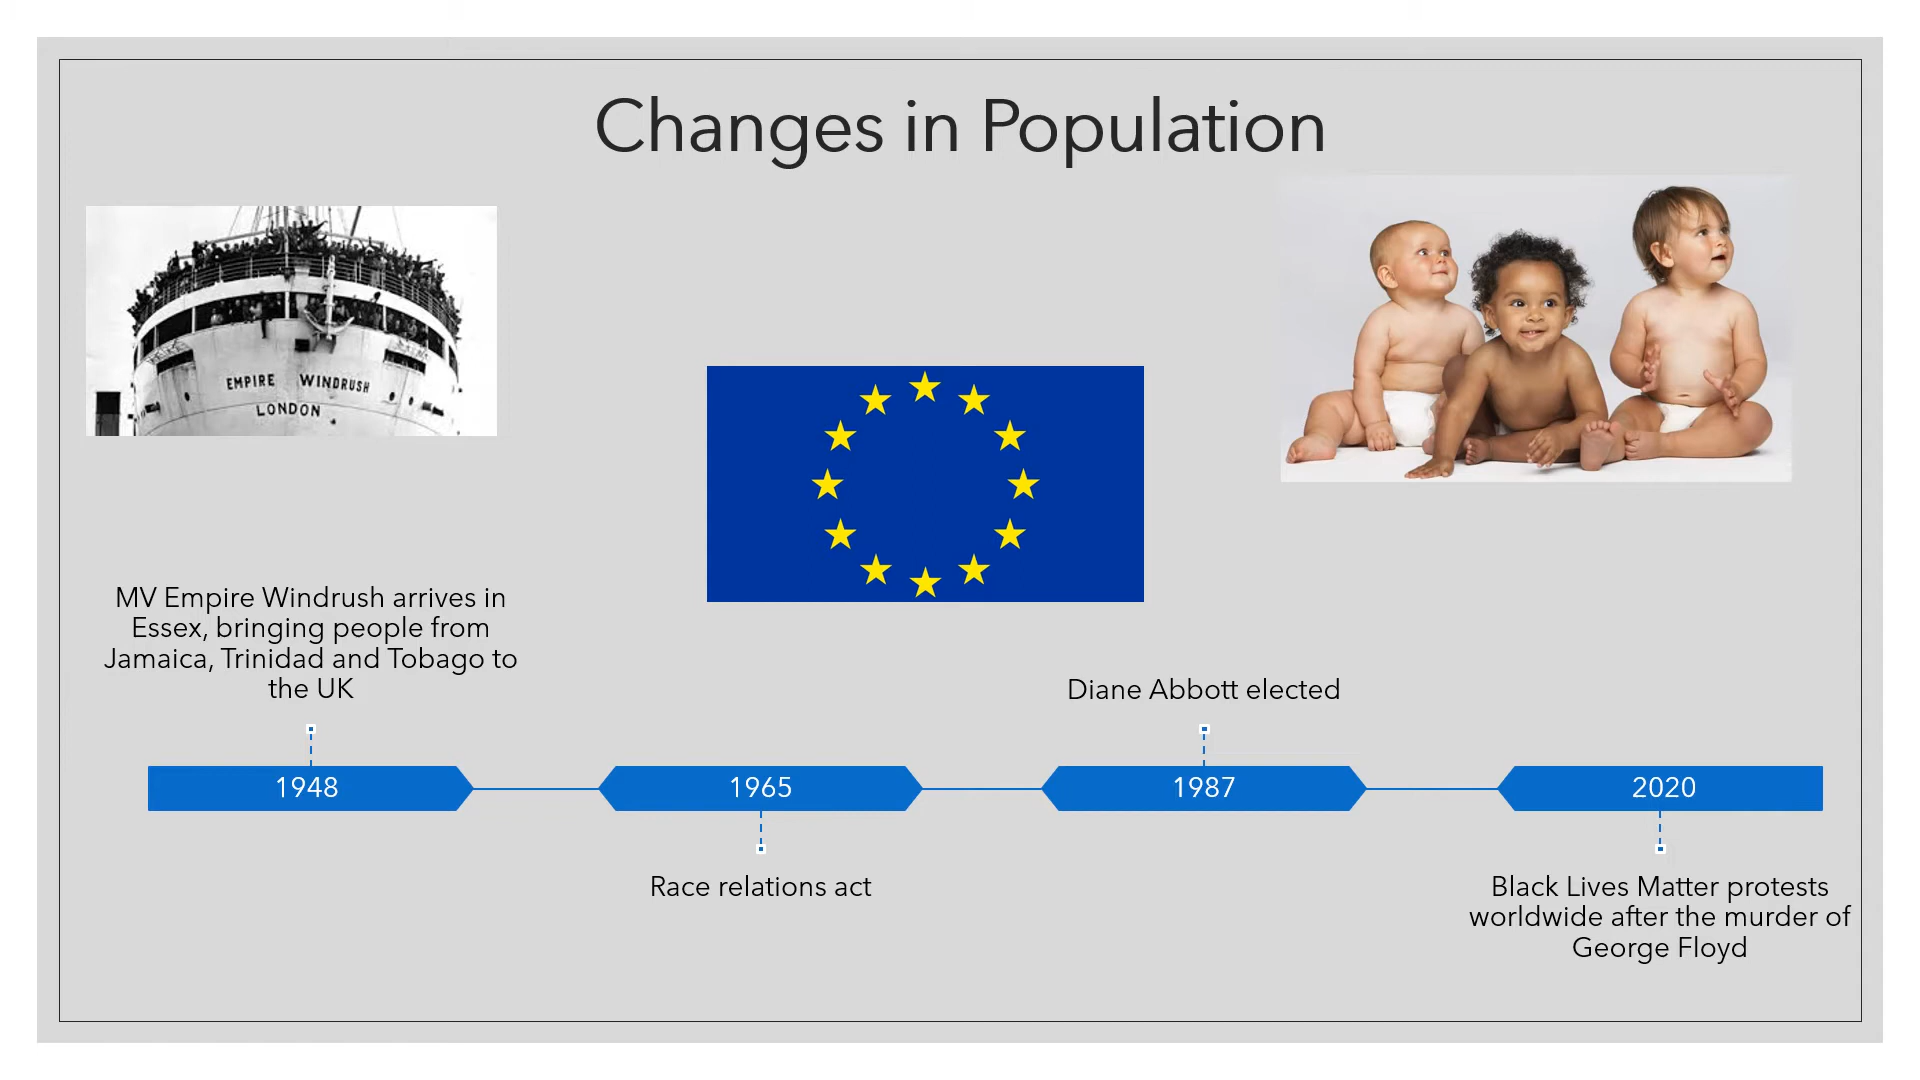 Changes in Population
EMPIRE WINDRUSH
LONDON
MV Empire Windrush arrives in
Essex, bringing people from
Jamaica, Trinidad and Tobago to
the UK
Diane Abbott elected
1948
1965
1987
2020
Race relations act
Black Lives Matter protests
worldwide after the murder of
George Floyd